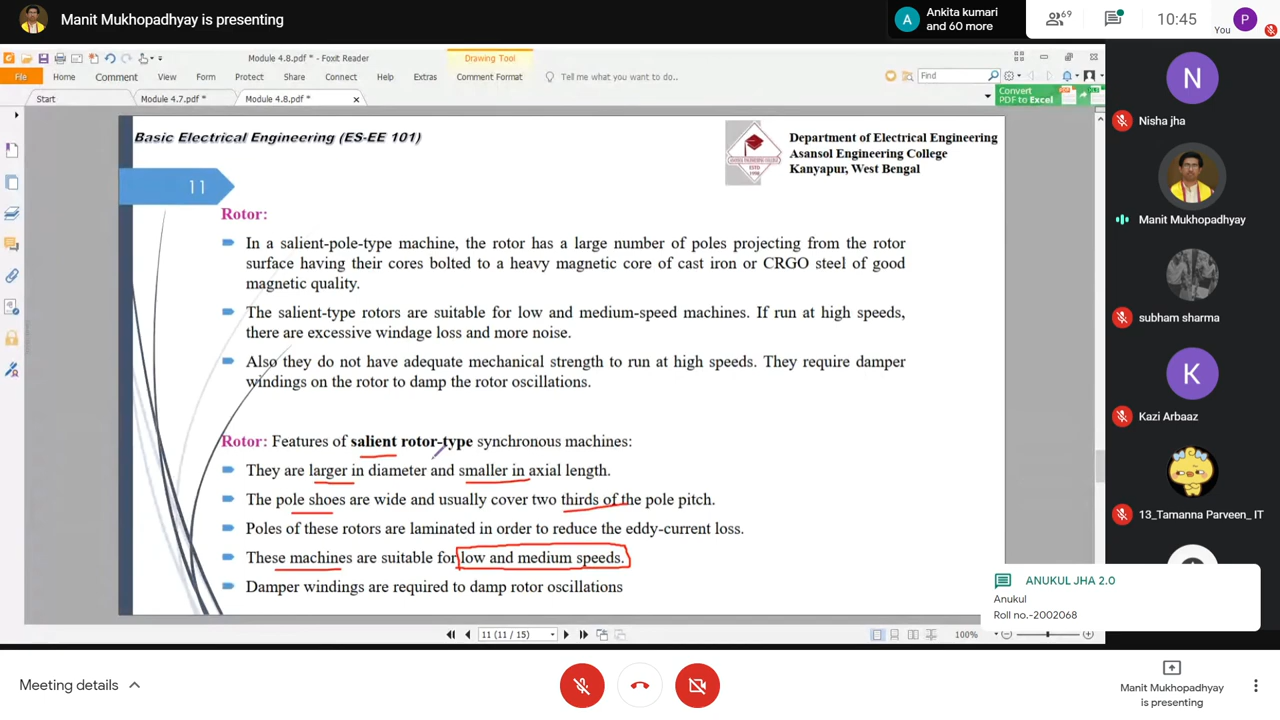 Manit Mukhopadhyay is presenting
A
Ankita kumari
and 60 more
69
10:45
You
P
Module 4.8.pdf * - Foxit Reader
Drawing Tool
File
Home
Comment
View
Form
Protect
Share
Connect
Help
Extras
Comment Format
Tell me what you want to do..
Find
Start
Module 4.7.pdf *
Module 4.8.pdf *
Convert
PDF to Excel
Basic Electrical Engineering (ES-EE 101)
Department of Electrical Engineering
Asansol Engineering College
Kanyapur, West Bengal
11
Rotor:
In a salient-pole-type machine, the rotor has a large number of poles projecting from the rotor
surface having their cores bolted to a heavy magnetic core of cast iron or CRGO steel of good
magnetic quality.
The salient-type rotors are suitable for low and medium-speed machines. If run at high speeds,
there are excessive windage loss and more noise.
Also they do not have adequate mechanical strength to run at high speeds. They require damper
windings on the rotor to damp the rotor oscillations.
Rotor: Features of salient rotor-type synchronous machines:
They are larger in diameter and smaller in axial length.
The pole shoes are wide and usually cover two thirds of the pole pitch.
Poles of these rotors are laminated in order to reduce the eddy-current loss.
These machines are suitable for low and medium speeds.
Damper windings are required to damp rotor oscillations
11 (11 / 15)
100%
N
Nisha jha
Manit Mukhopadhyay
subham sharma
K
Kazi Arbaaz
13_Tamanna Parveen_ IT
ANUKUL JHA 2.0
Anukul
Roll no.-2002068
Meeting details
Manit Mukhopadhyay
is presenting